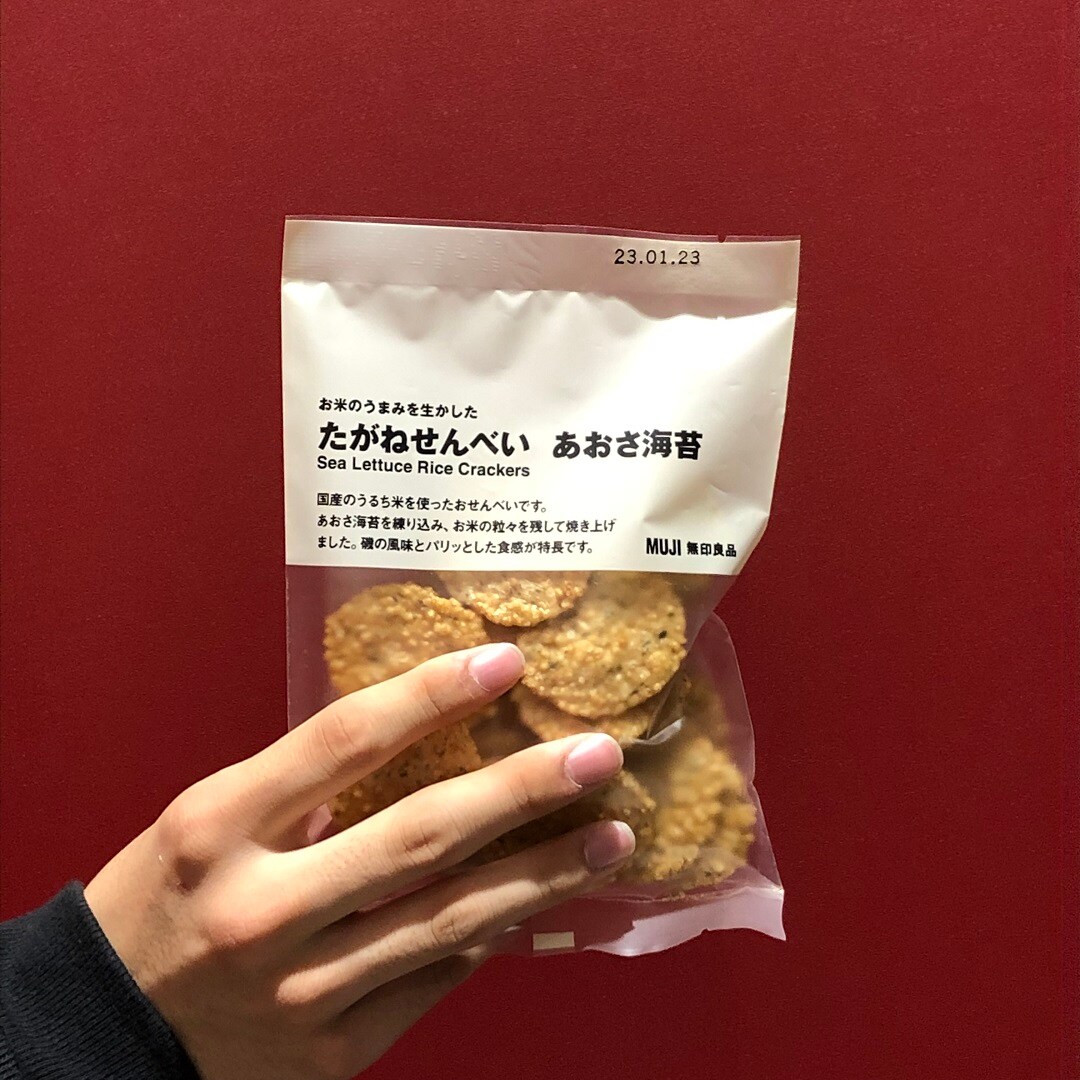 23.01.23
お米のうまみを生かした
たがねせんべい あおさ海苔
Sea Lettuce Rice Crackers
国産のうるち米を使ったおせんべいです。
あおさ海苔を練り込み、お米の粒々を残して焼き上げ
ました。磯の風味とパリッとした食感が特長です。
MUJI 無印良品